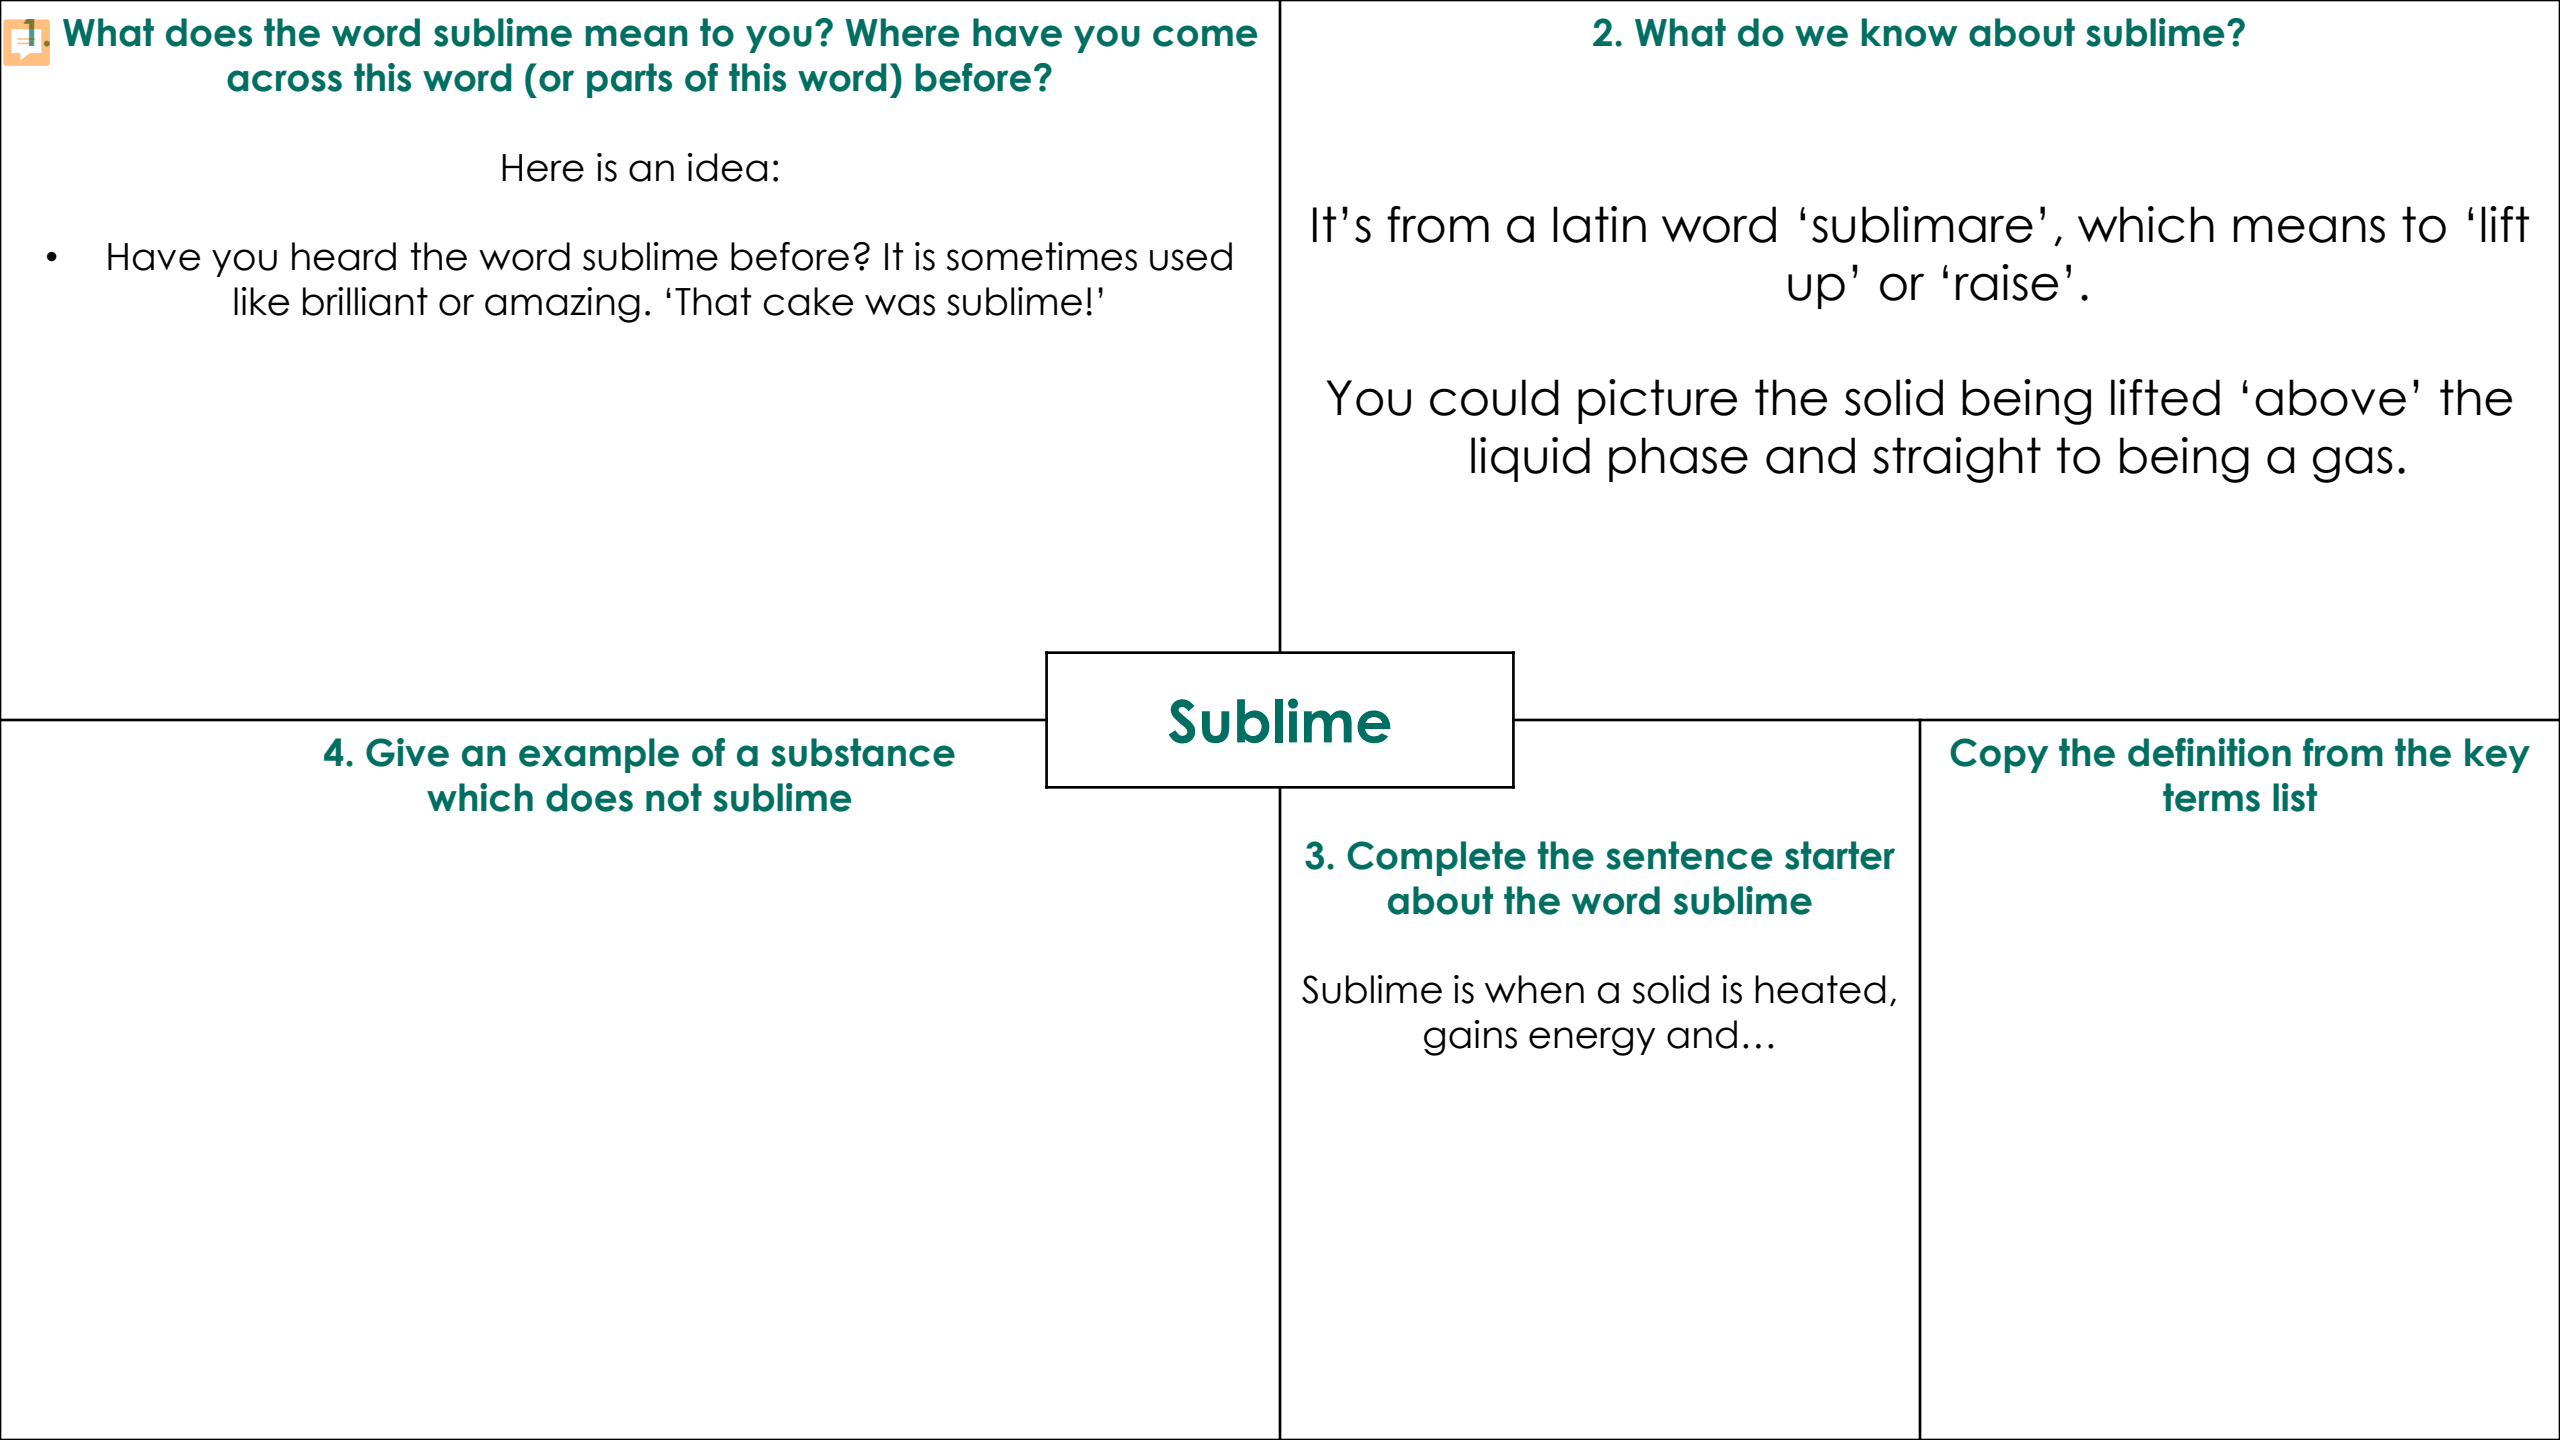 1. What does the word sublime mean to you? Where have you come
across this word (or parts of this word) before?
Here is an idea:
• Have you heard the word sublime before? It is sometimes used
like brilliant or amazing. ‘That cake was sublime!’
2. What do we know about sublime?
It’s from a latin word ‘sublimare’, which means to ‘lift
up’ or ‘raise’.
You could picture the solid being lifted ‘above’ the
liquid phase and straight to being a gas.
Sublime
4. Give an example of a substance
which does not sublime
3. Complete the sentence starter
about the word sublime
Sublime is when a solid is heated,
gains energy and…
Copy the definition from the key
terms list